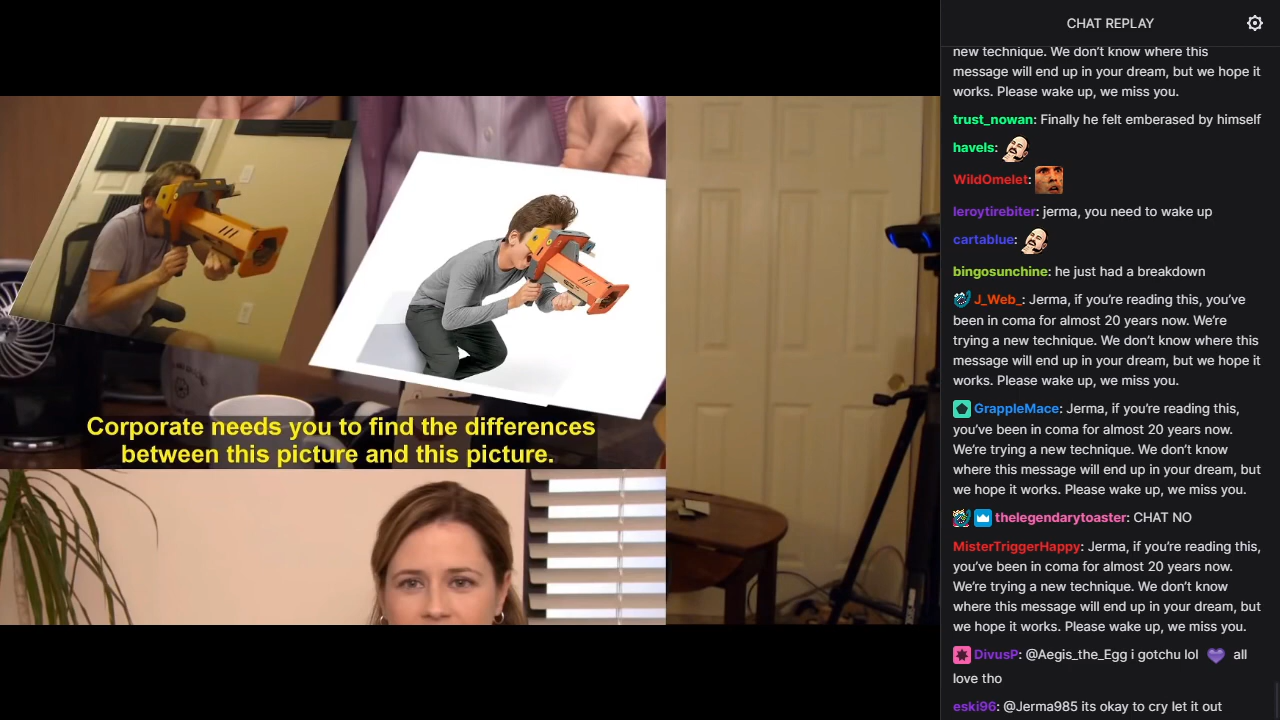 CHAT REPLAY
new technique. We don't know where this
message will end up in your dream, but we hope it
works. Please wake up, we miss you.
trust_nowan: Finally he felt emberased by himself
havels:
WildOmelet:
leroytirebiter: jerma, you need to wake up
cartablue:
bingosunchine: he just had a breakdown
J_Web_: Jerma, if you're reading this, you've
been in coma for almost 20 years now. We're
trying a new technique. We don't know where this
message will end up in your dream, but we hope it
works. Please wake up, we miss you.
GrappleMace: Jerma, if you're reading this,
you've been in coma for almost 20 years now.
We're trying a new technique. We don't know
where this message will end up in your dream, but
we hope it works. Please wake up, we miss you.
thelegendarytoaster: CHAT NO
MisterTriggerHappy: Jerma, if you're reading this,
you've been in coma for almost 20 years now.
We're trying a new technique. We don't know
where this message will end up in your dream, but
we hope it works. Please wake up, we miss you.
DivusP: @Aegis_the_Egg i gotchu lol all
love tho
eski96: @Jerma985 its okay to cry let it out
Corporate needs you to find the differences
between this picture and this picture.